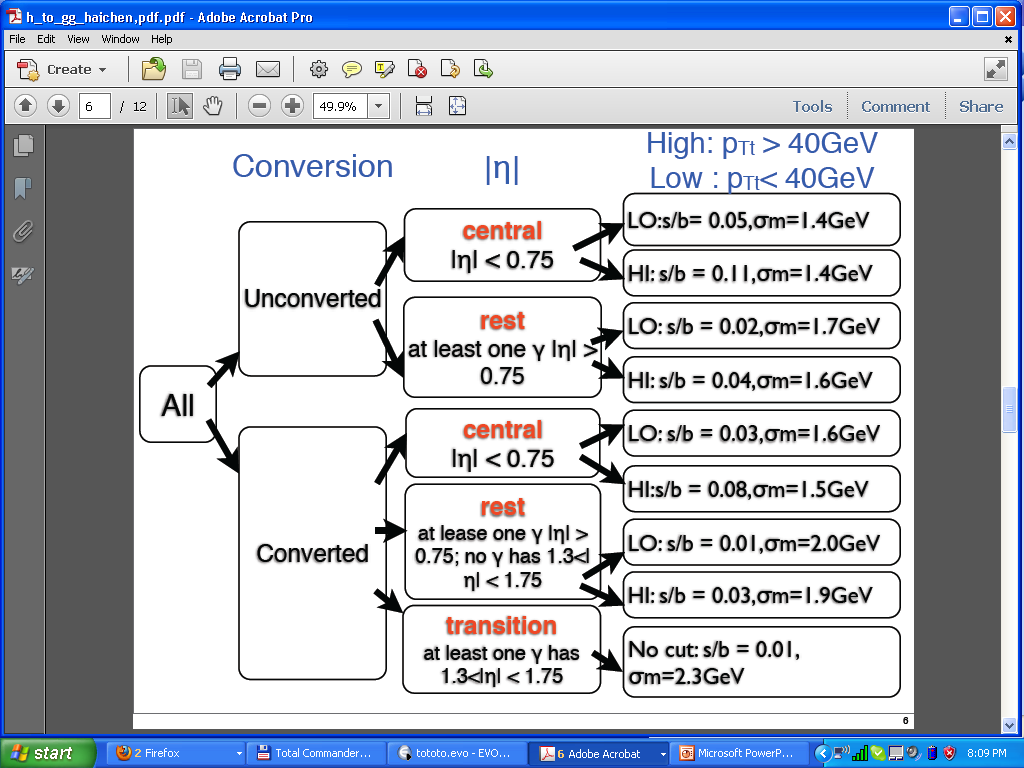 h_to_gg_haichen,pdf.pdf - Adobe Acrobat Pro
File Edit View Window Help
Create
6 / 12 49.9% Tools Comment Share
Conversion |η| High: pTt > 40GeV
Low : pTt< 40GeV
All
Unconverted
central
|η| < 0.75
LO:s/b= 0.05,σm=1.4GeV
HI: s/b = 0.11,σm=1.4GeV
rest
at least one γ |η| >
0.75
LO: s/b = 0.02,σm=1.7GeV
HI: s/b = 0.04,σm=1.6GeV
Converted
central
|η| < 0.75
LO: s/b = 0.03,σm=1.6GeV
HI:s/b = 0.08,σm=1.5GeV
rest
at lease one γ |η| >
0.75; no γ has 1.3<|
η| < 1.75
LO: s/b = 0.01,σm=2.0GeV
HI: s/b = 0.03,σm=1.9GeV
transition
at least one γ has
1.3<|η| < 1.75
No cut: s/b = 0.01,
σm=2.3GeV
6
start 2 Firefox Total Commander... tototo.evo - EVO... 6 Adobe Acrobat Microsoft PowerP... 8:09 PM